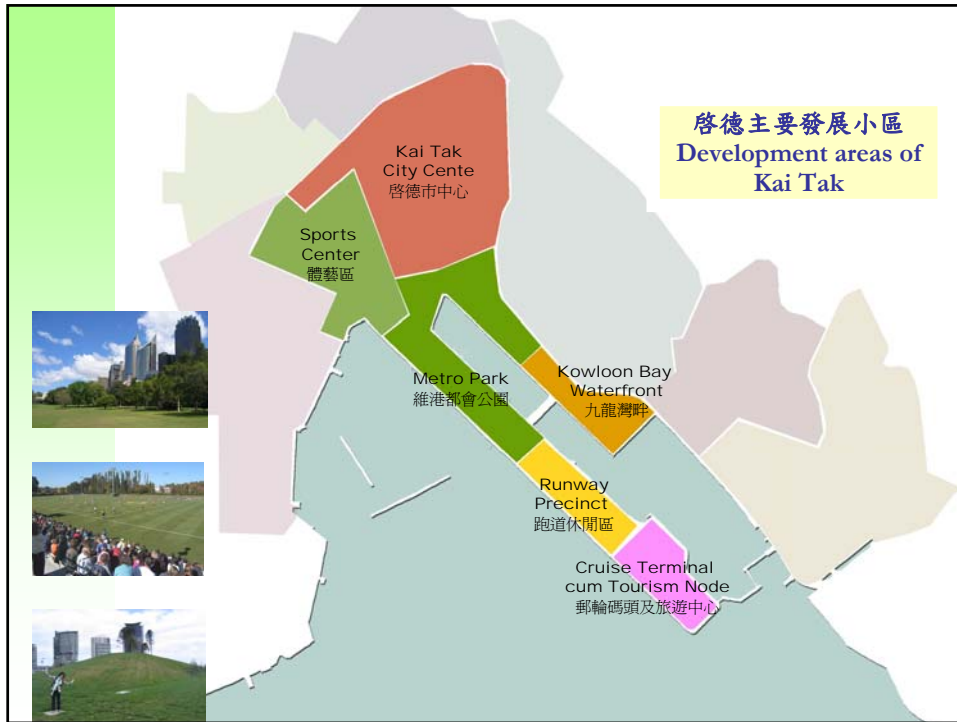 啓德主要發展小區
Development areas of
Kai Tak
Kai Tak
City Cente
啓德市中心
Sports
Center
體藝區
Metro Park
維港都會公園
Kowloon Bay
Waterfront
九龍灣畔
Runway
Precinct
跑道休閒區
Cruise Terminal
cum Tourism Node
郵輪碼頭及旅遊中心